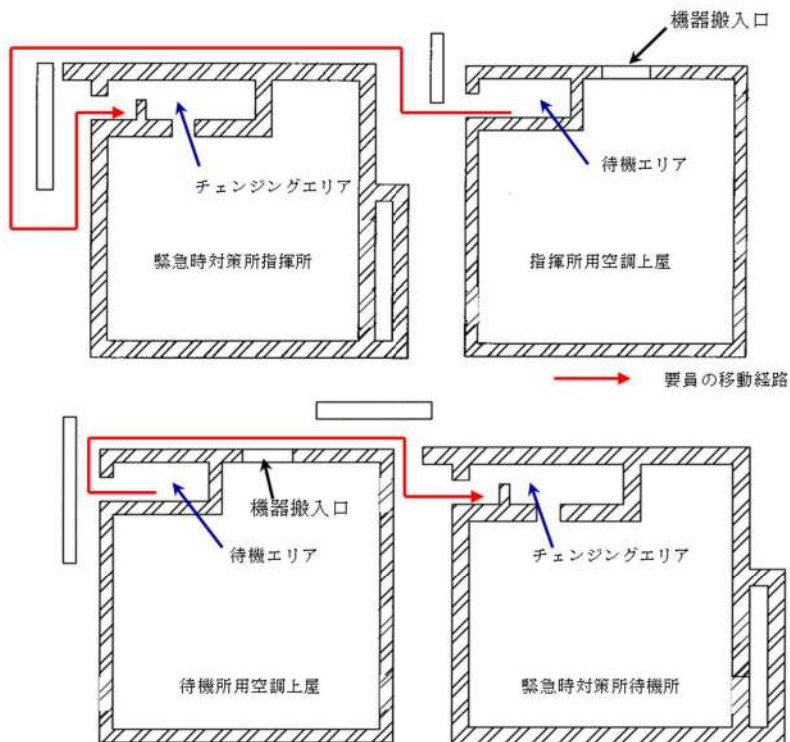 機器搬入口
待機エリア
チェンジングエリア
緊急時対策所指揮所
指揮所用空調上屋
要員の移動経路
機器搬入口
待機エリア
チェンジングエリア
待機所用空調上屋
緊急時対策所待機所